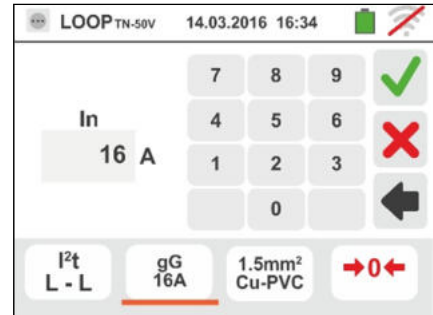 LOOP TN-50V 14.03.2016 16:34
7 8 9
In
4 5 6
16 A
1 2 3
0
I²t gG 1.5mm² →0←
L - L 16A Cu-PVC